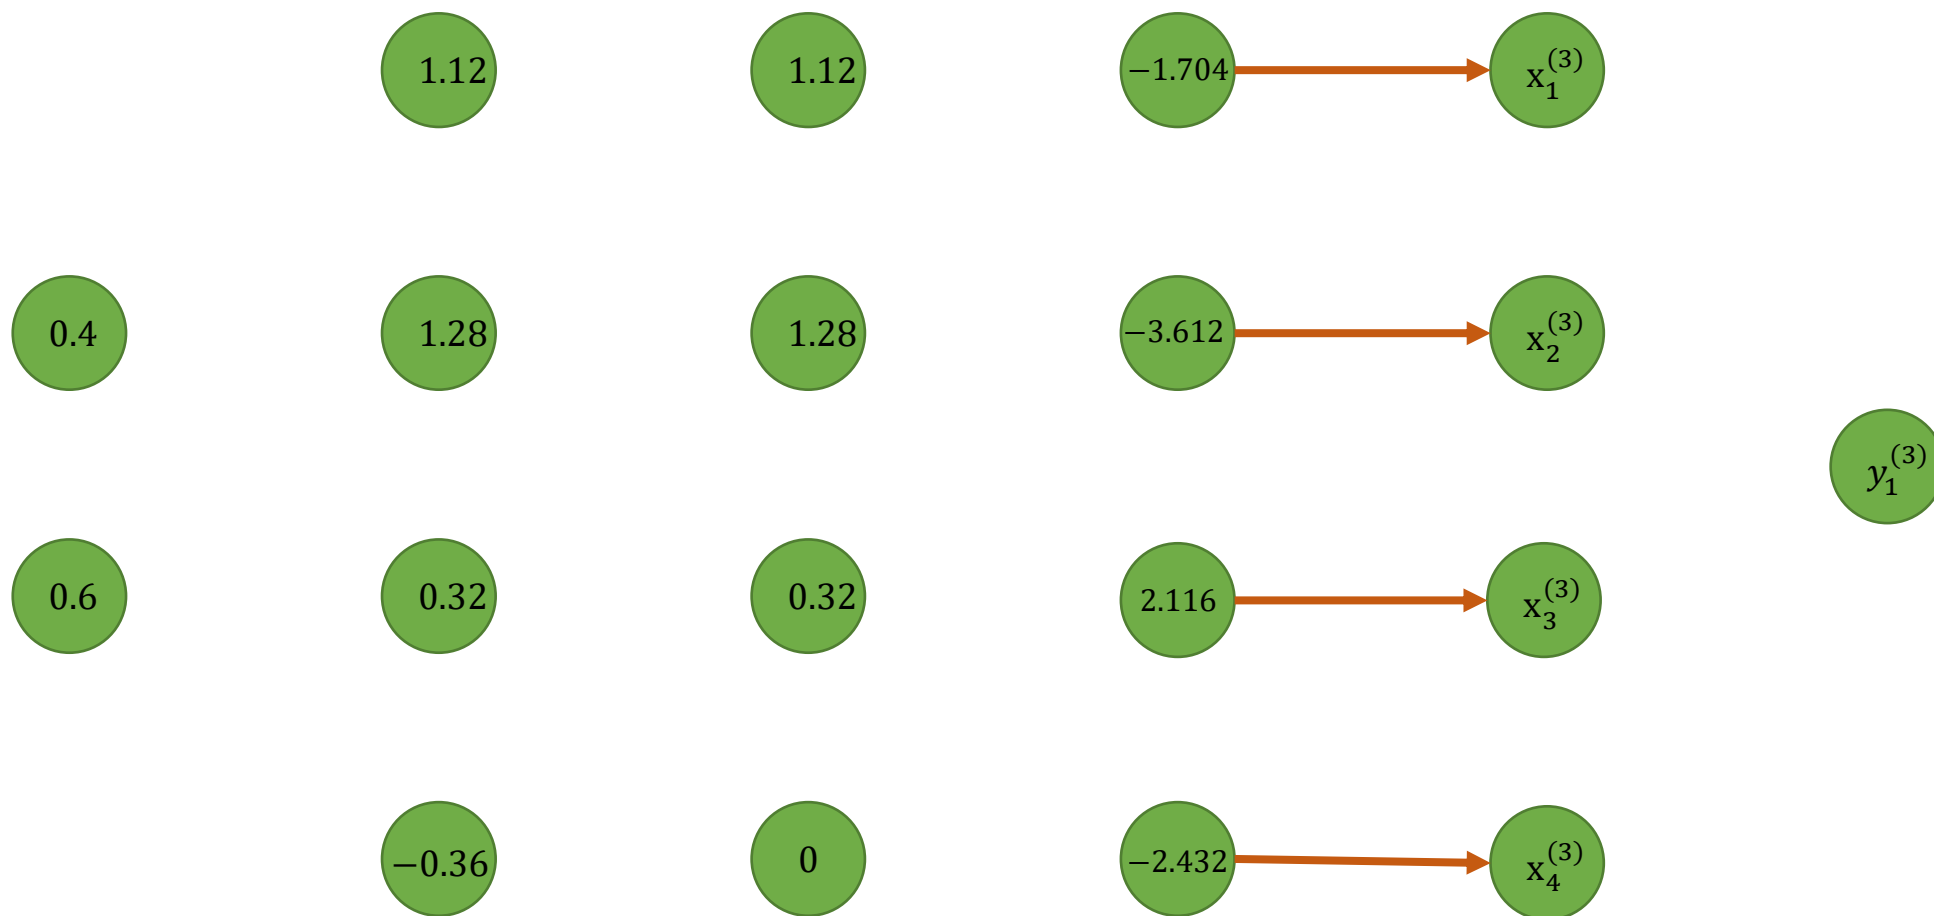 1.12 1.12 −1.704 x₁⁽³⁾
0.4 1.28 1.28 −3.612 x₂⁽³⁾
y₁⁽³⁾
0.6 0.32 0.32 2.116 x₃⁽³⁾
−0.36 0 −2.432 x₄⁽³⁾